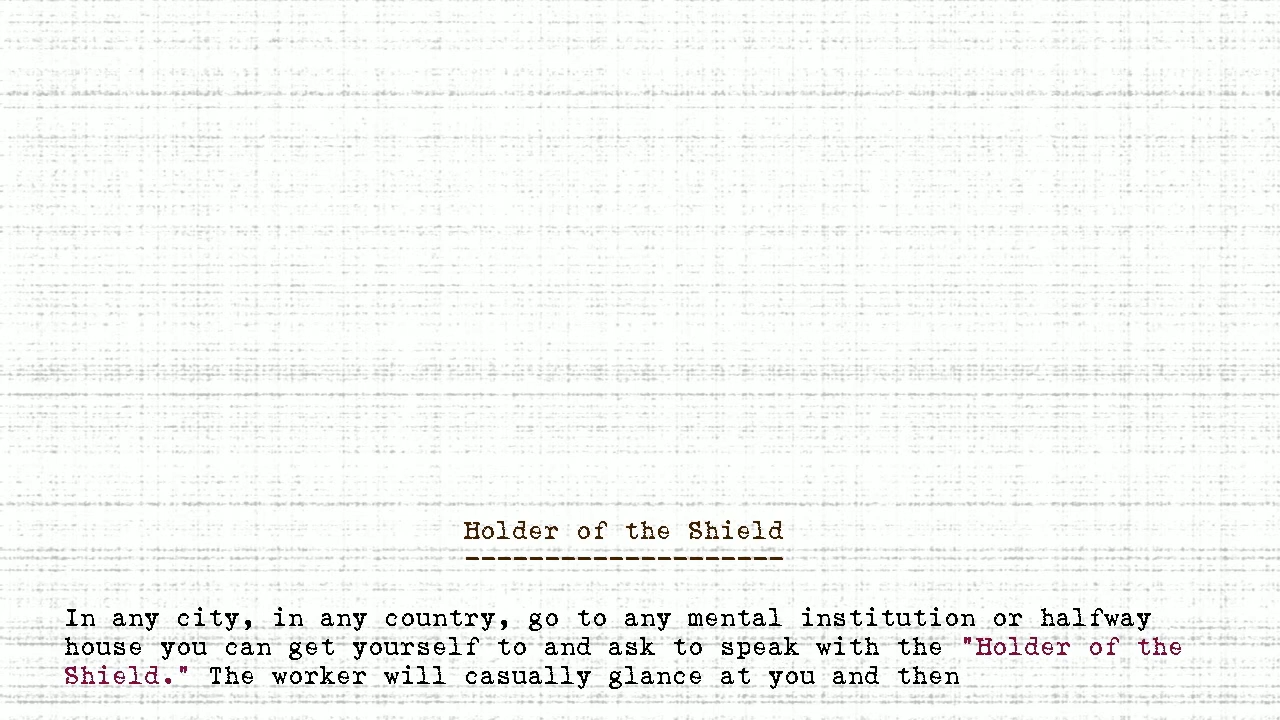 Holder of the Shield
--------------------
In any city, in any country, go to any mental institution or halfway
house you can get yourself to and ask to speak with the "Holder of the
Shield." The worker will casually glance at you and then